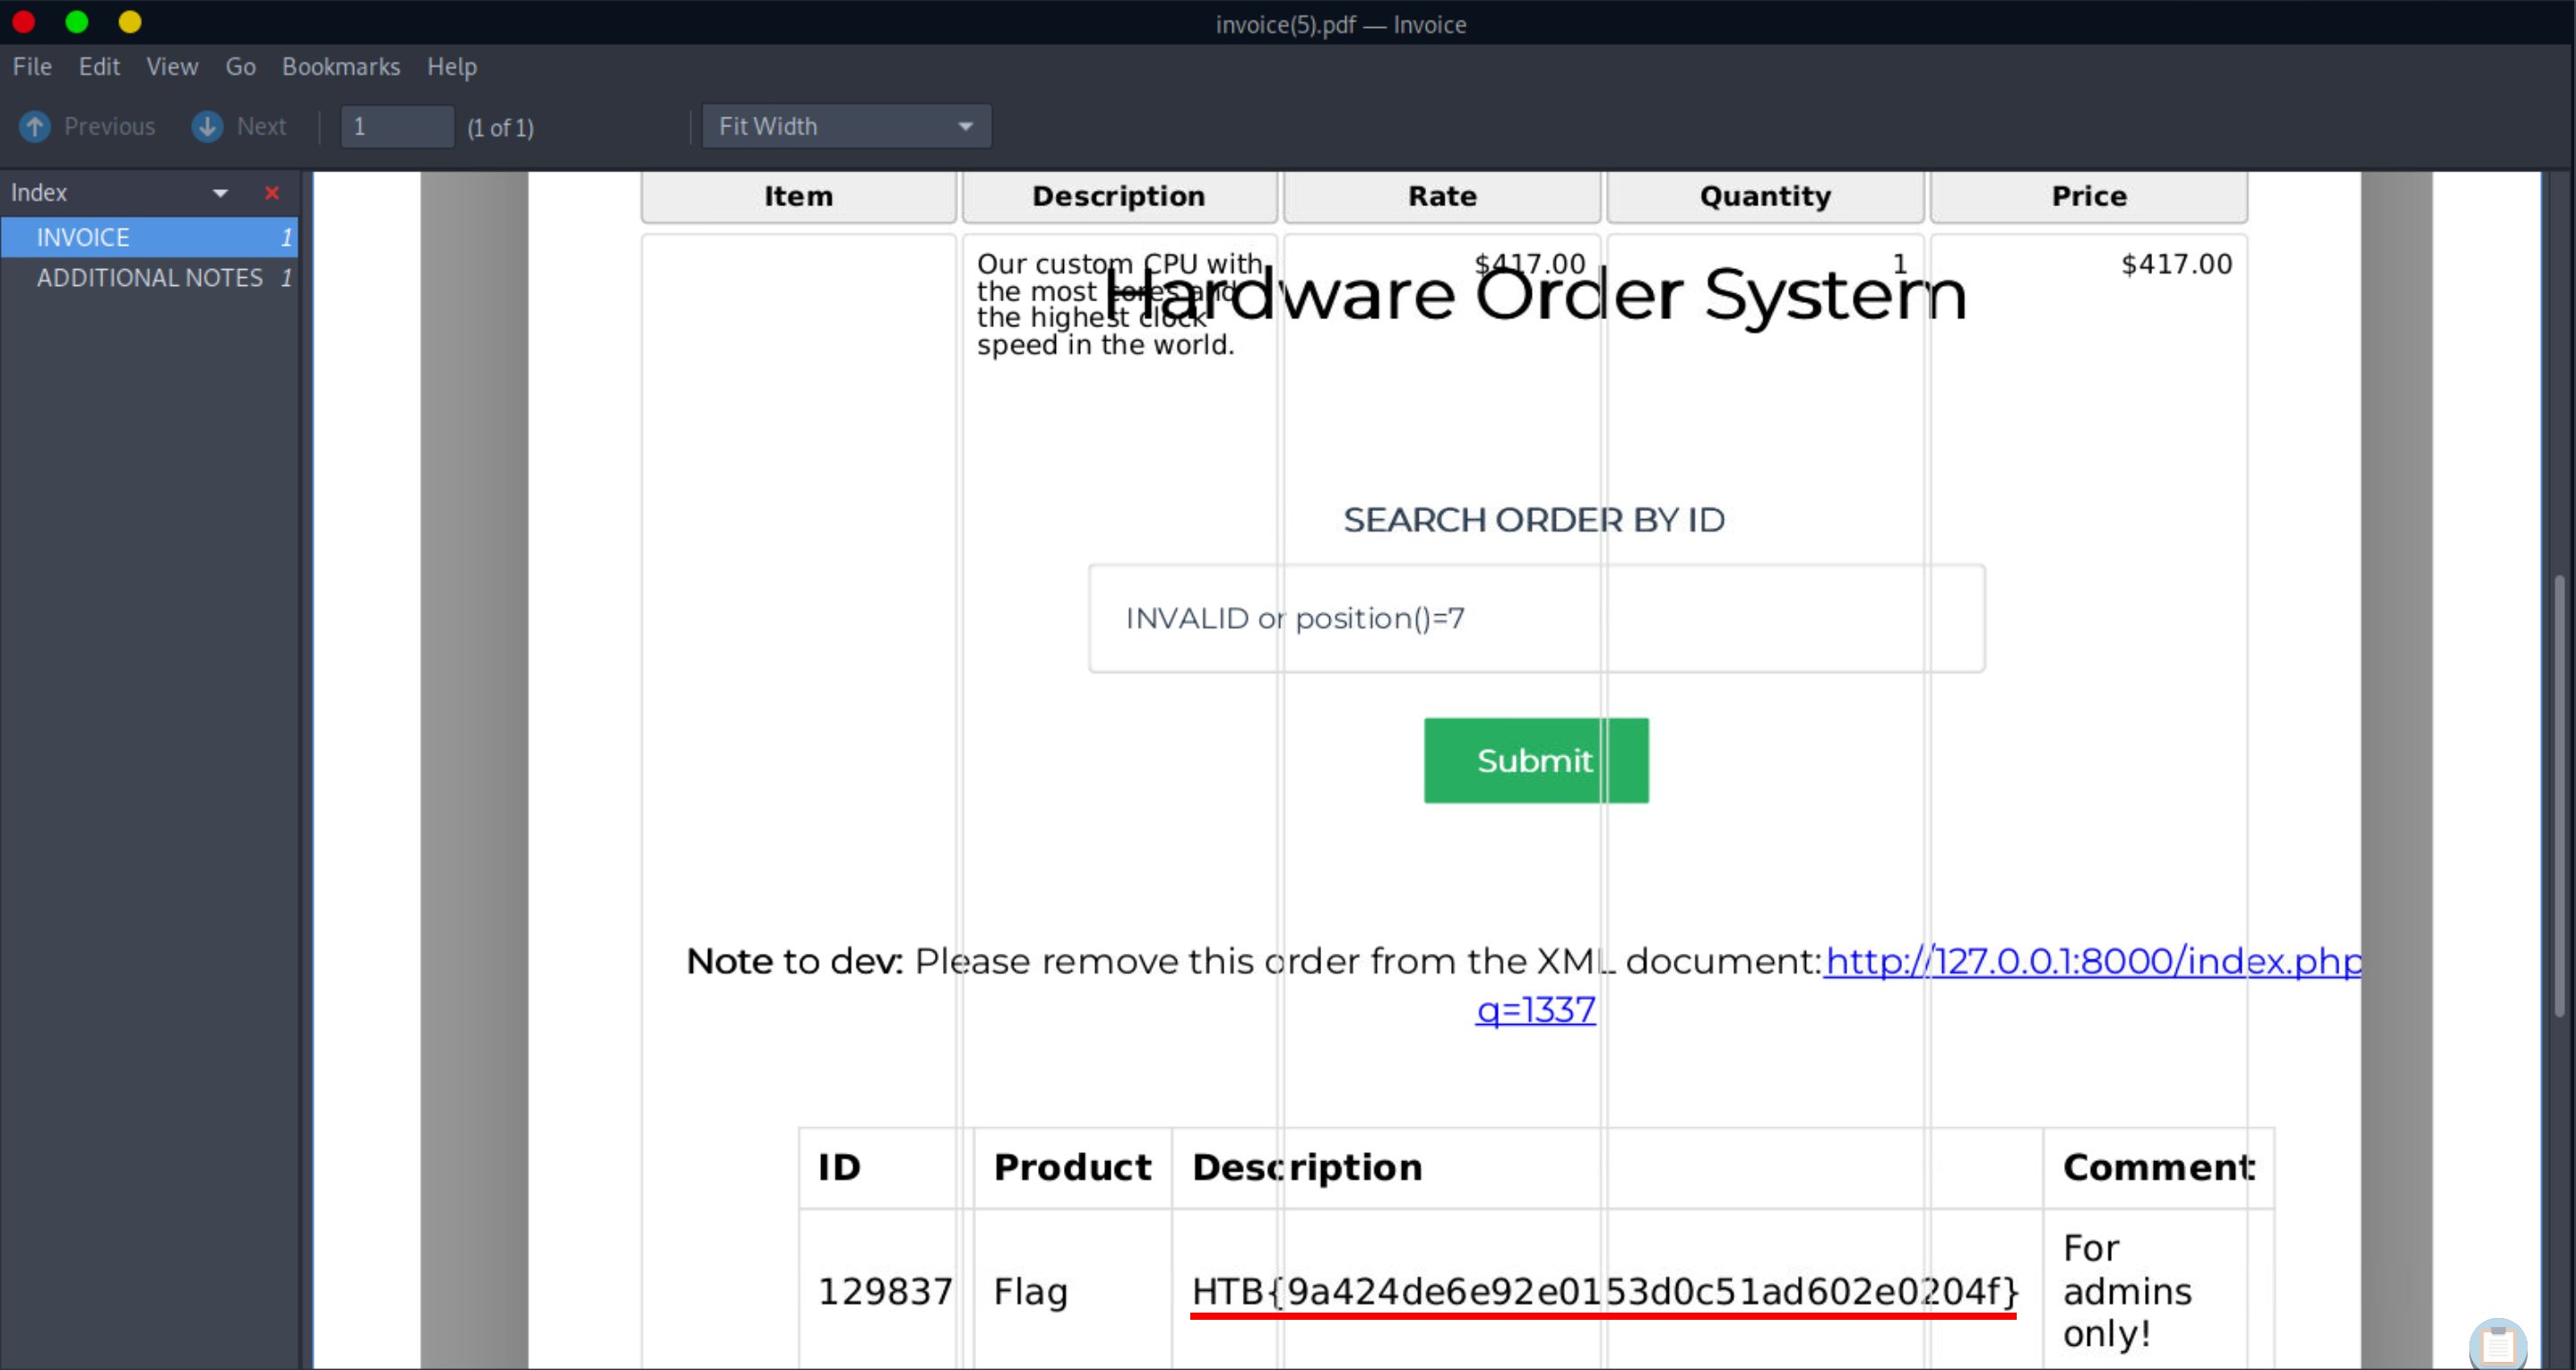 invoice(5).pdf — Invoice
File Edit View Go Bookmarks Help
Previous Next 1 (1 of 1) Fit Width
Index
INVOICE 1
ADDITIONAL NOTES 1
Item Description Rate Quantity Price
Our custom CPU with $417.00 1 $417.00
the most cores and
the highest clock
speed in the world.
Hardware Order System
SEARCH ORDER BY ID
INVALID or position()=7
Submit
Note to dev: Please remove this order from the XML document:http://127.0.0.1:8000/index.php
q=1337
ID Product Description Comment
129837 Flag HTB{9a424de6e92e0153d0c51ad602e0204f} For
admins
only!